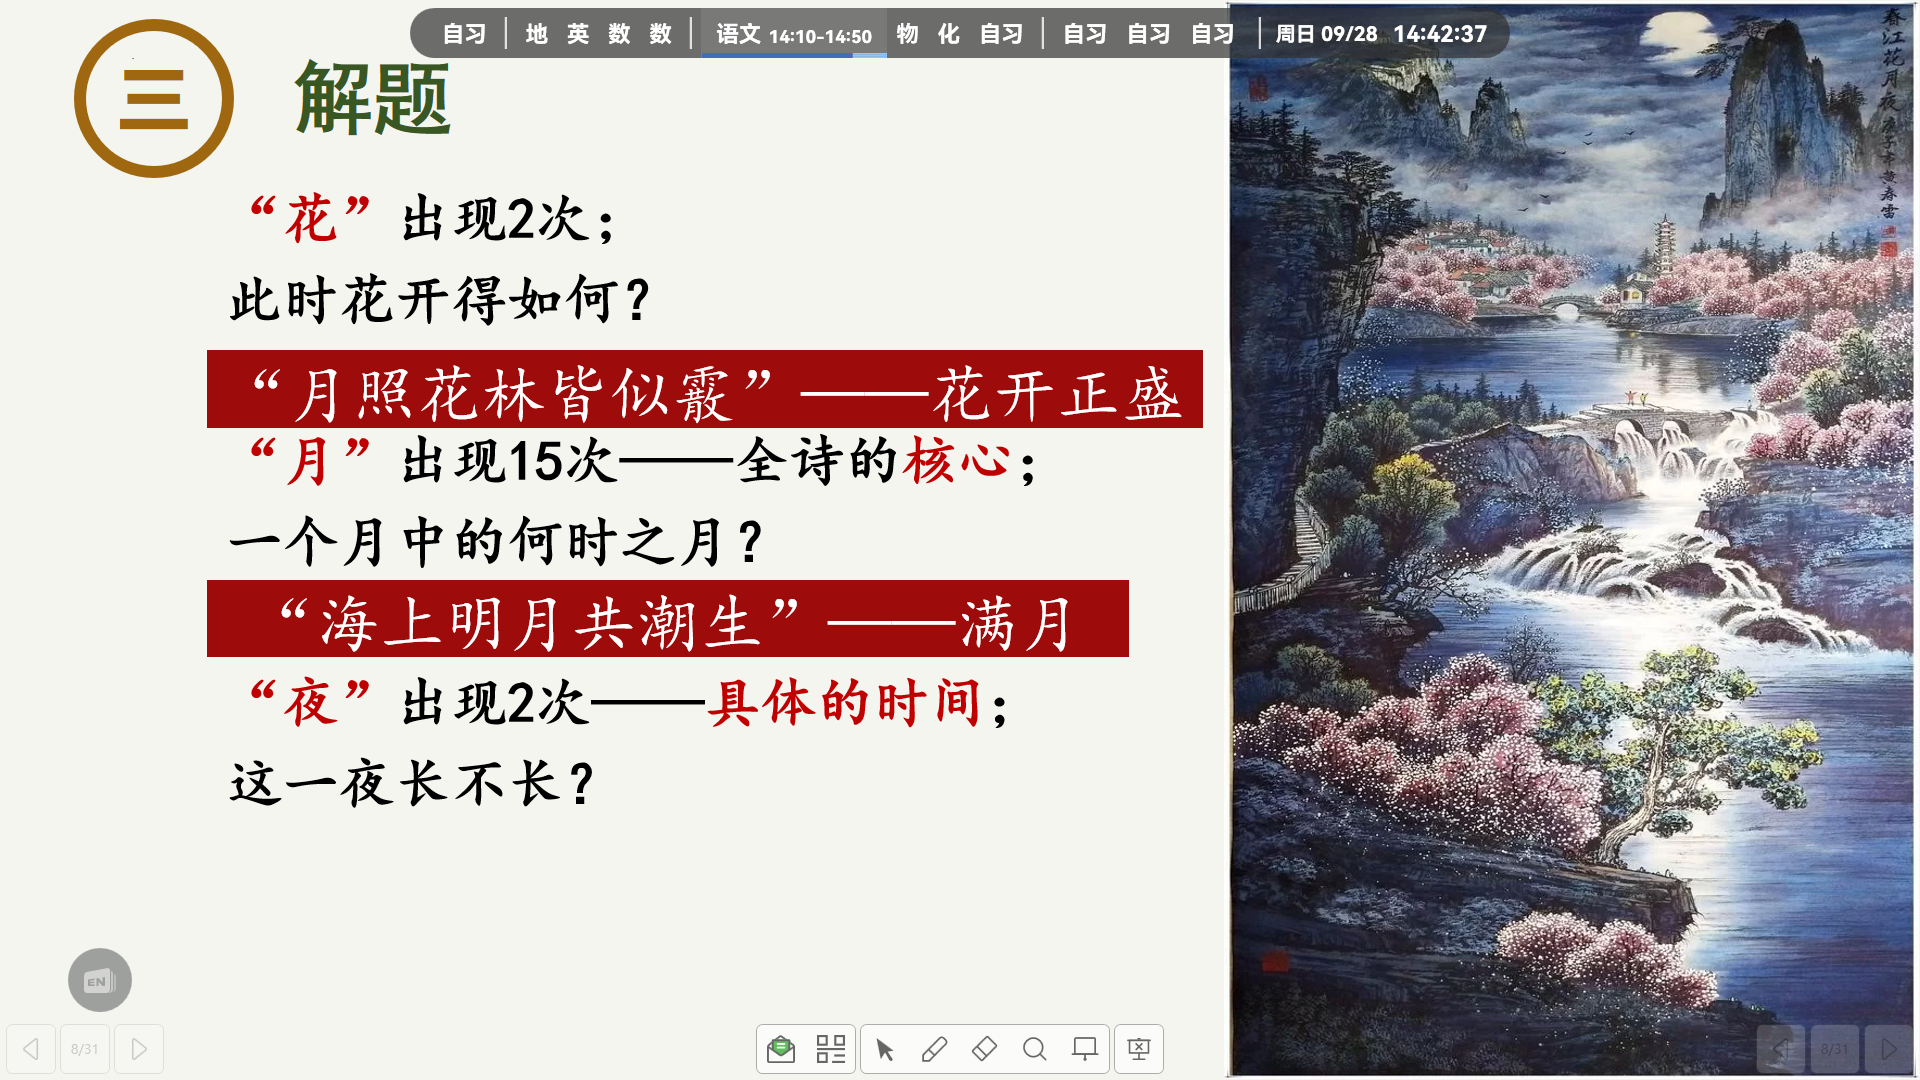 自习 | 地 英 数 数 | 语文 14:10-14:50 物 化 自习 | 自习 自习 自习 | 周日 09/28 14:42:37
三 解题
“花”出现2次；
此时花开得如何？
“月照花林皆似霰”——花开正盛
“月”出现15次——全诗的核心；
一个月中的何时之月？
“海上明月共潮生”——满月
“夜”出现2次——具体的时间；
这一夜长不长？
春江花月夜
EN
8/31
8/31